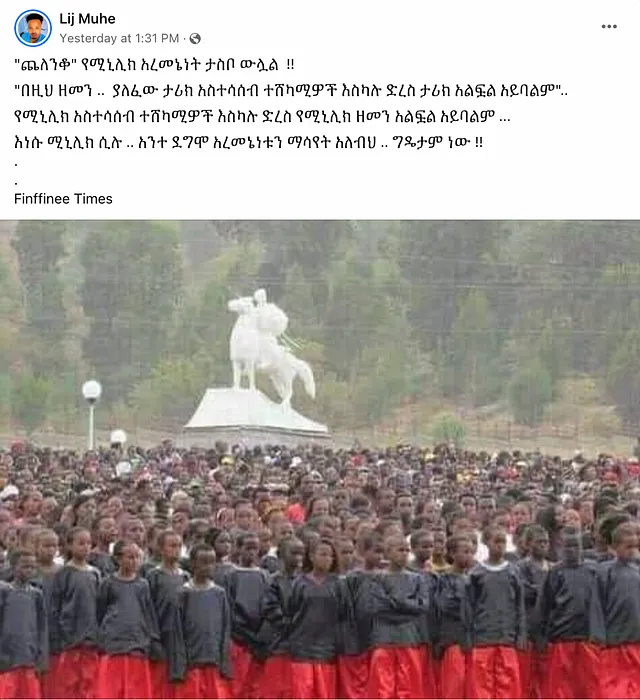 Lij Muhe
Yesterday at 1:31 PM ·
"ጨለንቆ" የሚኒሊክ አረመኔነት ታስቦ ውሏል !!
"በዚህ ዘመን .. ያለፈው ታሪክ አስተሳሰብ ተሸካሚዎች እስካሉ ድረስ ታሪክ አልፏል አይባልም"..
የሚኒሊክ አስተሳሰብ ተሸካሚዎች እስካሉ ድረስ የሚኒሊክ ዘመን አልፏል አይባልም ...
እነሱ ሚኒሊክ ሲሉ .. አንተ ደግሞ አረመኔነቱን ማሳየት አለብህ .. ግዴታም ነው !!
.
.
Finffinee Times